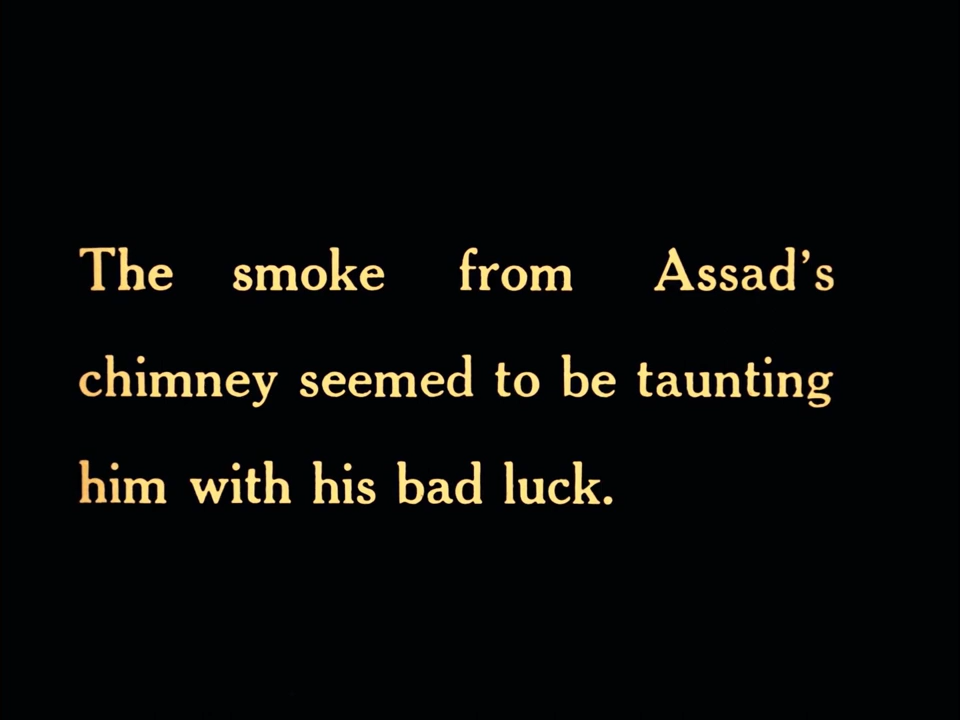 The smoke from Assad’s
chimney seemed to be taunting
him with his bad luck.